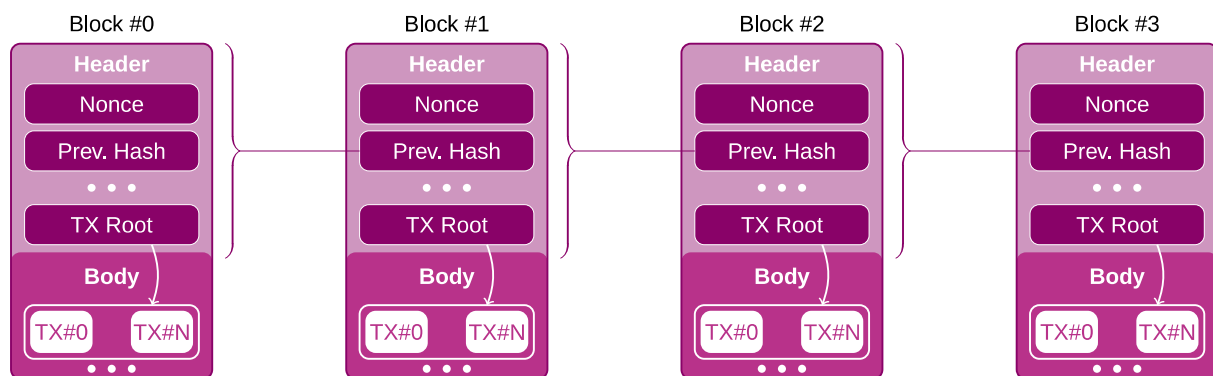 Block #0
Block #1
Block #2
Block #3
Header
Header
Header
Header
Nonce
Nonce
Nonce
Nonce
Prev. Hash
Prev. Hash
Prev. Hash
Prev. Hash
TX Root
TX Root
TX Root
TX Root
Body
Body
Body
Body
TX#0 TX#N
TX#0 TX#N
TX#0 TX#N
TX#0 TX#N